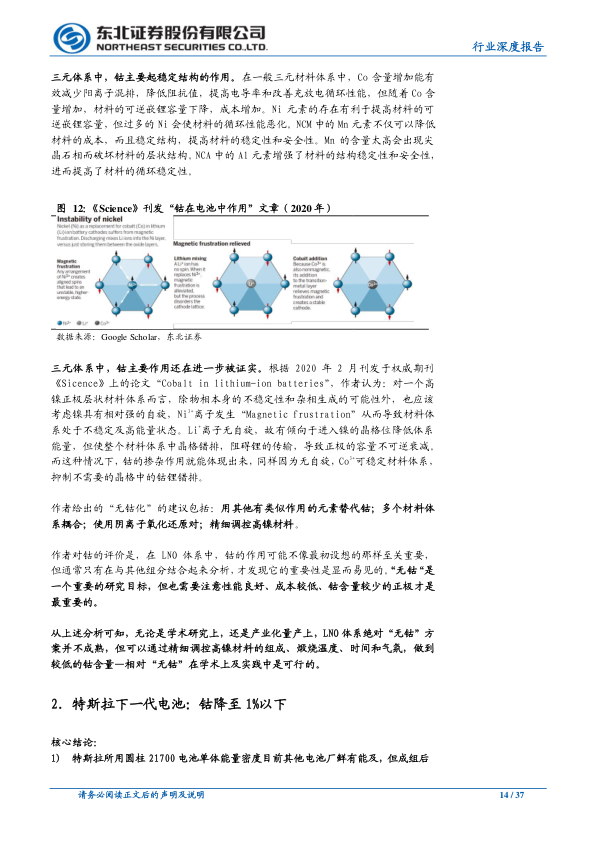 东北证券股份有限公司
NORTHEAST SECURITIES CO.,LTD.
行业深度报告
三元体系中，钴主要起稳定结构的作用。在一般三元材料体系中，Co 含量增加能有
效减少阳离子混排，降低阻抗值，提高电导率和改善充放电循环性能，但随着 Co 含
量增加，材料的可逆嵌锂容量下降，成本增加。Ni 元素的存在有利于提高材料的可
逆嵌锂容量，但过多的 Ni 会使材料的循环性能恶化。NCM 中的 Mn 元素不仅可以降低
材料的成本，而且稳定结构，提高材料的稳定性和安全性。Mn 的含量太高会出现尖
晶石相而破坏材料的层状结构。NCA 中的 Al 元素增强了材料的结构稳定性和安全性，
进而提高了材料的循环稳定性。
图 12:《Science》刊发“钴在电池中作用”文章（2020 年）
Instability of nickel
Nickel (Ni) as a replacement for cobalt (Co) in lithium
(Li)-ion battery cathodes suffers from magnetic
frustration. Discharging mixes Li ions into the Ni layer,
versus just storing them between the oxide layers.
Magnetic frustration relieved
Magnetic
frustration
Any arrangement
of Ni³⁺ creates
aligned spins
that lead to an
unstable, higher-
energy state.
Lithium mixing
A Li⁺ ion has
no spin. When it
replaces Ni³⁺,
magnetic
frustration is
alleviated,
but the process
disorders the
cathode lattice.
Cobalt addition
Because Co³⁺ is
also nonmagnetic,
its addition
to the transition-
metal layer
relieves magnetic
frustration and
creates a stable
cathode.
Ni³⁺ Li⁺ Co³⁺
数据来源：Google Scholar，东北证券
三元体系中，钴主要作用还在进一步被证实。根据 2020 年 2 月刊发于权威期刊
《Sicence》上的论文“Cobalt in lithium-ion batteries”，作者认为：对一个高
镍正极层状材料体系而言，除物相本身的不稳定性和杂相生成的可能性外，也应该
考虑镍具有相对强的自旋，Ni³⁺离子发生“Magnetic frustration”从而导致材料体
系处于不稳定及高能量状态。Li⁺离子无自旋，故有倾向于进入镍的晶格位降低体系
能量，但使整个材料体系中晶格错排，阻碍锂的传输，导致正极的容量不可逆衰减。
而这种情况下，钴的掺杂作用就能体现出来，同样因为无自旋，Co³⁺可稳定材料体系，
抑制不需要的晶格中的钴锂错排。
作者给出的“无钴化”的建议包括：用其他有类似作用的元素替代钴；多个材料体
系耦合；使用阴离子氧化还原对；精细调控高镍材料。
作者对钴的评价是，在 LNO 体系中，钴的作用可能不像最初设想的那样至关重要，
但通常只有在与其他组分结合起来分析，才发现它的重要性是显而易见的。“无钴“是
一个重要的研究目标，但也需要注意性能良好、成本较低、钴含量较少的正极才是
最重要的。
从上述分析可知，无论是学术研究上，还是产业化量产上，LNO 体系绝对“无钴”方
案并不成熟，但可以通过精细调控高镍材料的组成、煅烧温度、时间和气氛，做到
较低的钴含量—相对“无钴”在学术上及实践中是可行的。
2. 特斯拉下一代电池：钴降至 1%以下
核心结论：
1) 特斯拉所用圆柱 21700 电池单体能量密度目前其他电池厂鲜有能及，但成组后
请务必阅读正文后的声明及说明
14 / 37